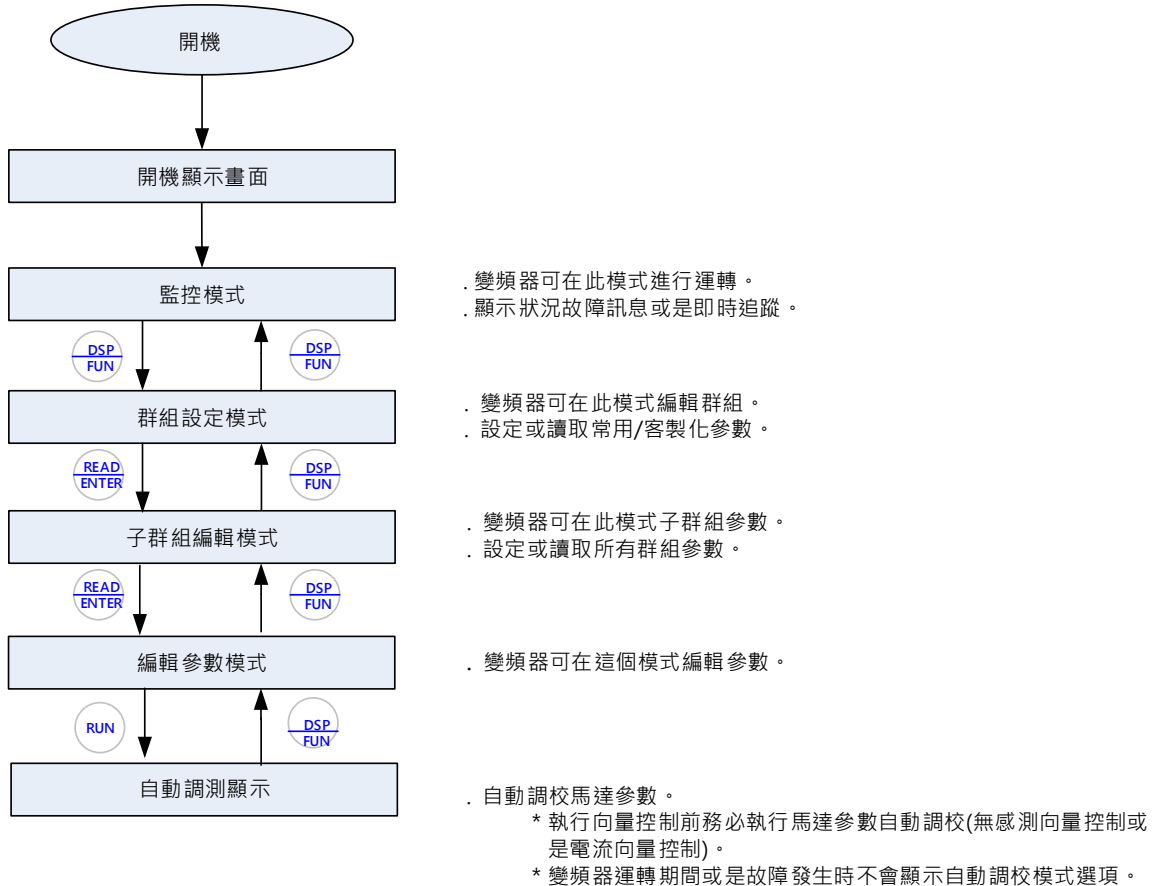 開機
開機顯示畫面
監控模式
. 變頻器可在此模式進行運轉。
. 顯示狀況故障訊息或是即時追蹤。
DSP
FUN
DSP
FUN
群組設定模式
. 變頻器可在此模式編輯群組。
. 設定或讀取常用/客製化參數。
READ
ENTER
DSP
FUN
子群組編輯模式
. 變頻器可在此模式子群組參數。
. 設定或讀取所有群組參數。
READ
ENTER
DSP
FUN
編輯參數模式
. 變頻器可在這個模式編輯參數。
RUN
DSP
FUN
自動調測顯示
. 自動調校馬達參數。
* 執行向量控制前務必執行馬達參數自動調校(無感測向量控制或
是電流向量控制)。
* 變頻器運轉期間或是故障發生時不會顯示自動調校模式選項。